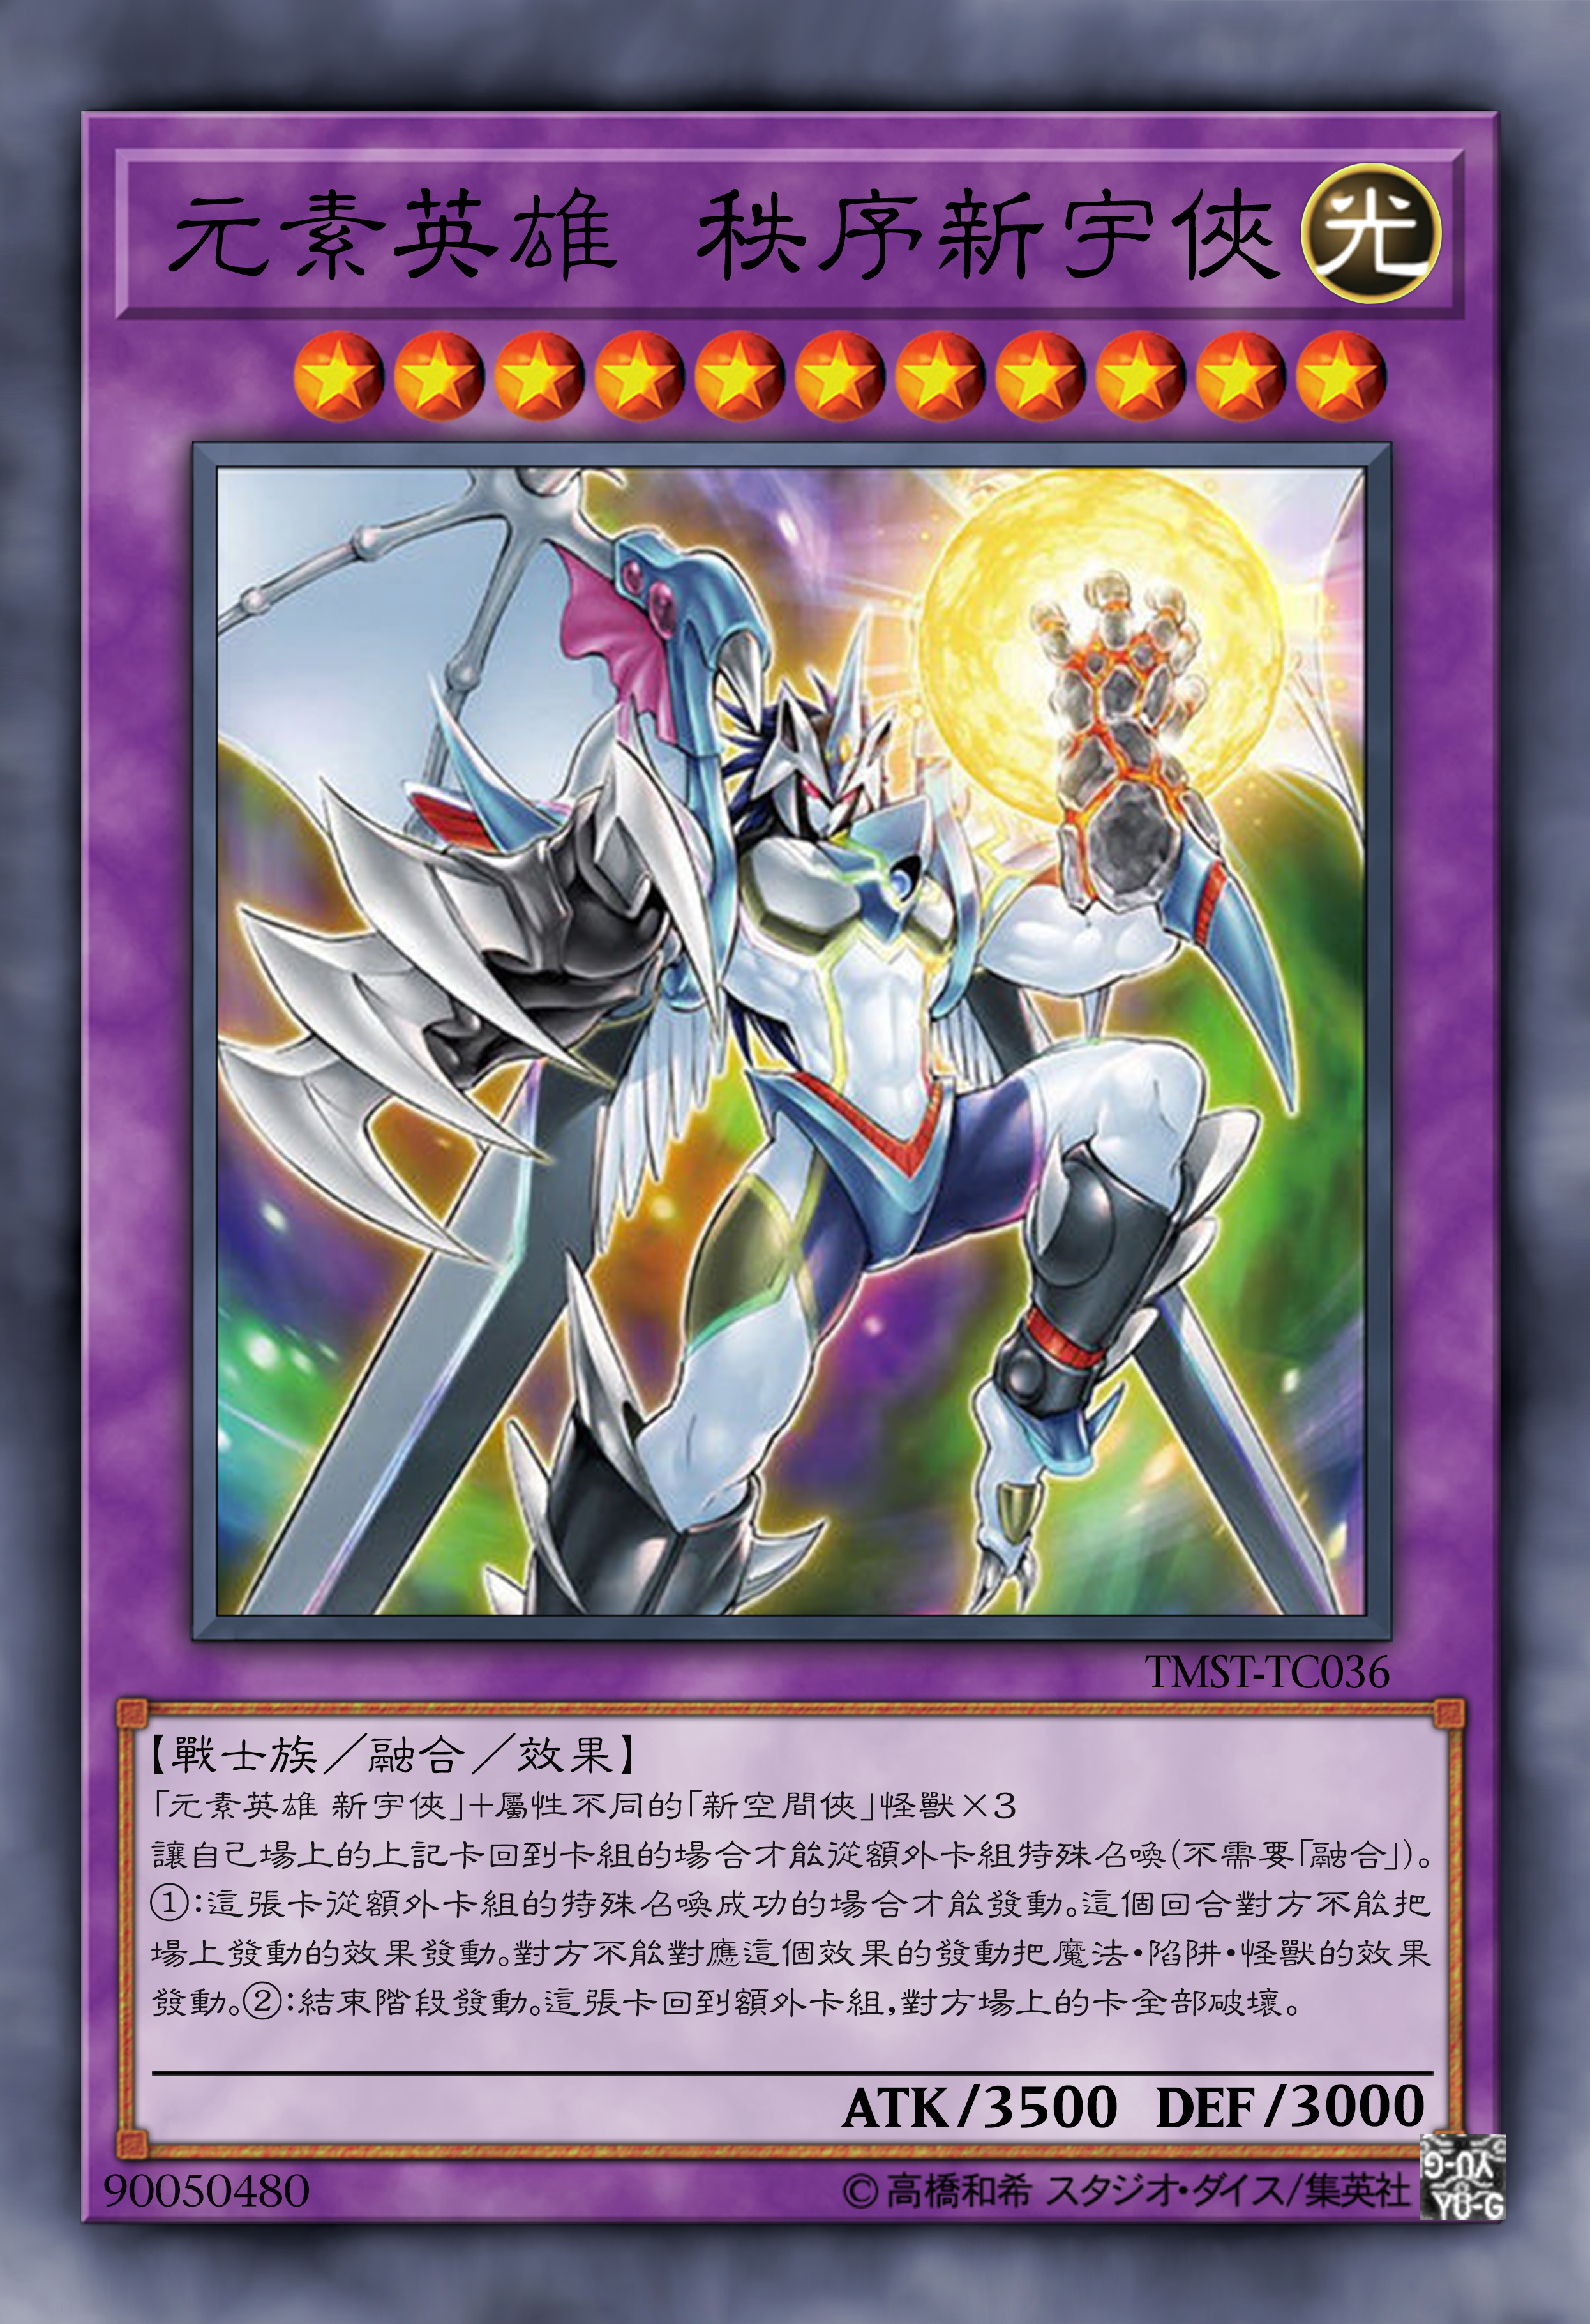 元素英雄 秩序新宇俠 光
TMST-TC036
【戰士族／融合／效果】
「元素英雄 新宇俠」+屬性不同的「新空間俠」怪獸×3
讓自己場上的上記卡回到卡組的場合才能從額外卡組特殊召喚(不需要「融合」)。
①:這張卡從額外卡組的特殊召喚成功的場合才能發動。這個回合對方不能把
場上發動的效果發動。對方不能對應這個效果的發動把魔法・陷阱・怪獸的效果
發動。②:結束階段發動。這張卡回到額外卡組,對方場上的卡全部破壞。
ATK/3500 DEF/3000
90050480
©高橋和希 スタジオ・ダイス/集英社